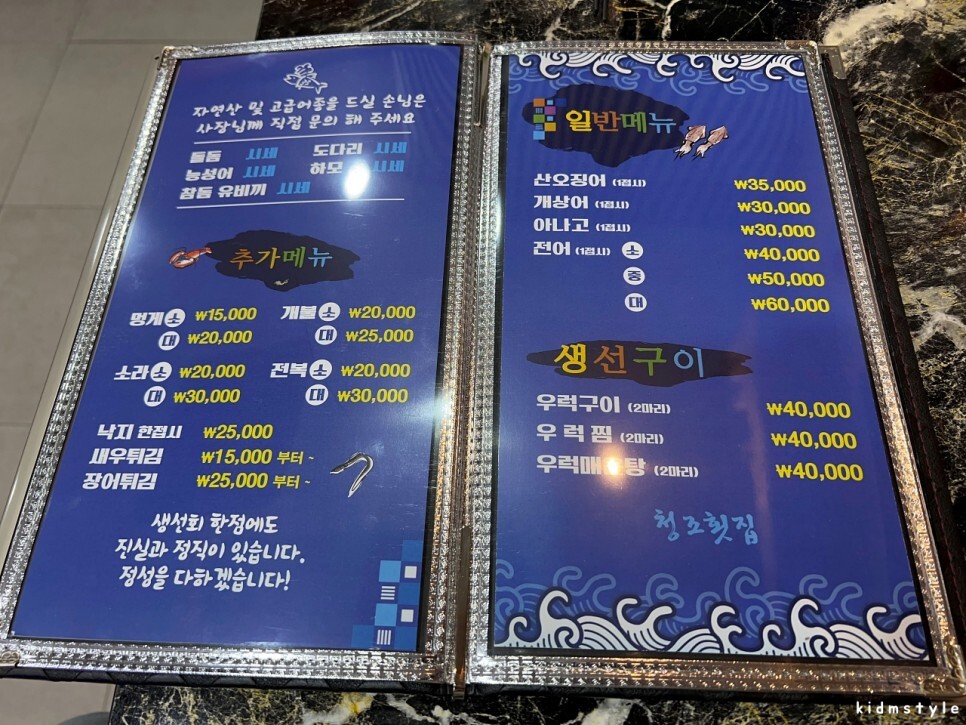 자연산 및 고급어종을 드실 손님은
사장님께 직접 문의 해 주세요
돌돔 시세 도다리 시세
능성어 시세 하모 시세
참돔 유비끼 시세
추가메뉴
멍게 소 ₩15,000 개불 소 ₩20,000
대 ₩20,000 대 ₩25,000
소라 소 ₩20,000 전복 소 ₩20,000
대 ₩30,000 대 ₩30,000
낙지 한접시 ₩25,000
새우튀김 ₩15,000 부터 ~
장어튀김 ₩25,000 부터 ~
생선회 한점에도
진실과 정직이 있습니다.
정성을 다하겠습니다!
일반메뉴
산오징어 (1접시) ₩35,000
개상어 (1접시) ₩30,000
아나고 (1접시) ₩30,000
전어 (1접시) 소 ₩40,000
중 ₩50,000
대 ₩60,000
생선구이
우럭구이 (2마리) ₩40,000
우럭찜 (2마리) ₩40,000
우럭매운탕 (2마리) ₩40,000
청조횟집
kidmstyle